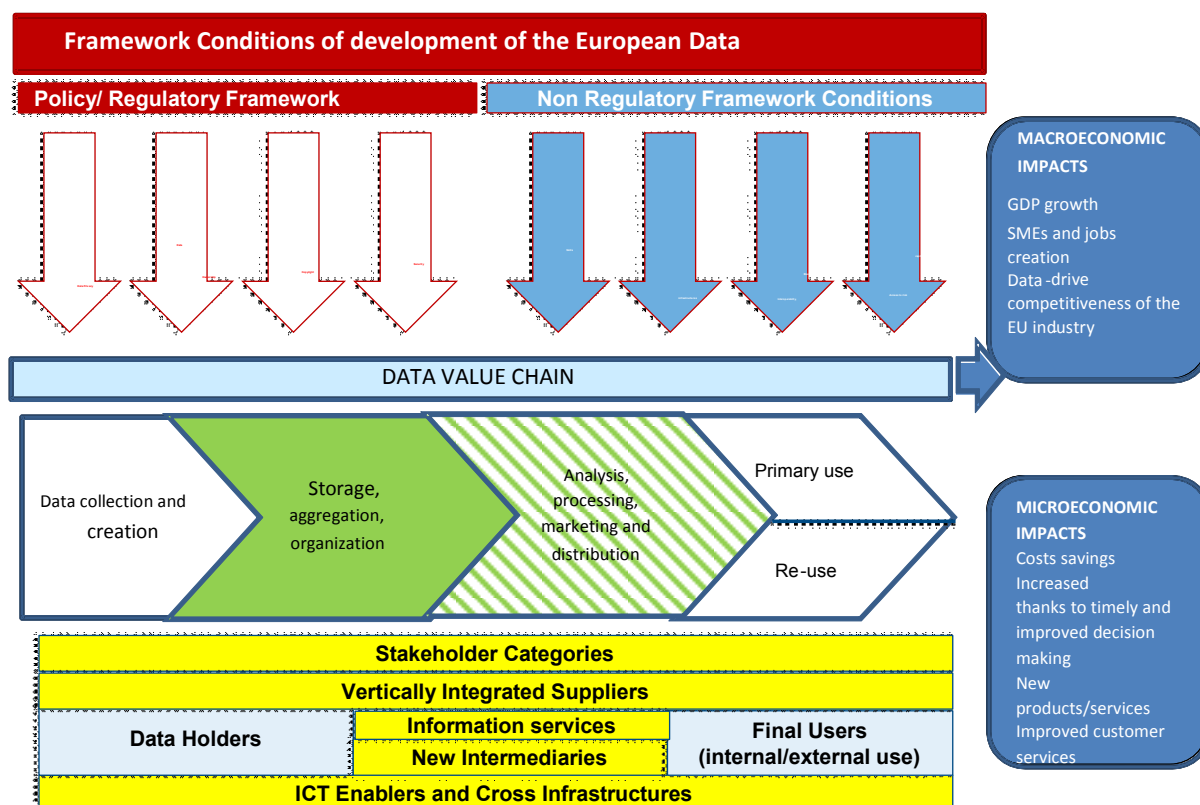 Framework Conditions of development of the European Data
Policy/ Regulatory Framework
Non Regulatory Framework Conditions
MACROECONOMIC
IMPACTS
GDP growth
SMEs and jobs
creation
Data-drive
competitiveness of the
EU industry
DATA VALUE CHAIN
Data collection and
creation
Storage,
aggregation,
organization
Analysis,
processing,
marketing and
distribution
Primary use
Re-use
MICROECONOMIC
IMPACTS
Costs savings
Increased
thanks to timely and
improved decision
making
New
products/services
Improved customer
services
Stakeholder Categories
Vertically Integrated Suppliers
Data Holders
Information services
New Intermediaries
Final Users
(internal/external use)
ICT Enablers and Cross Infrastructures